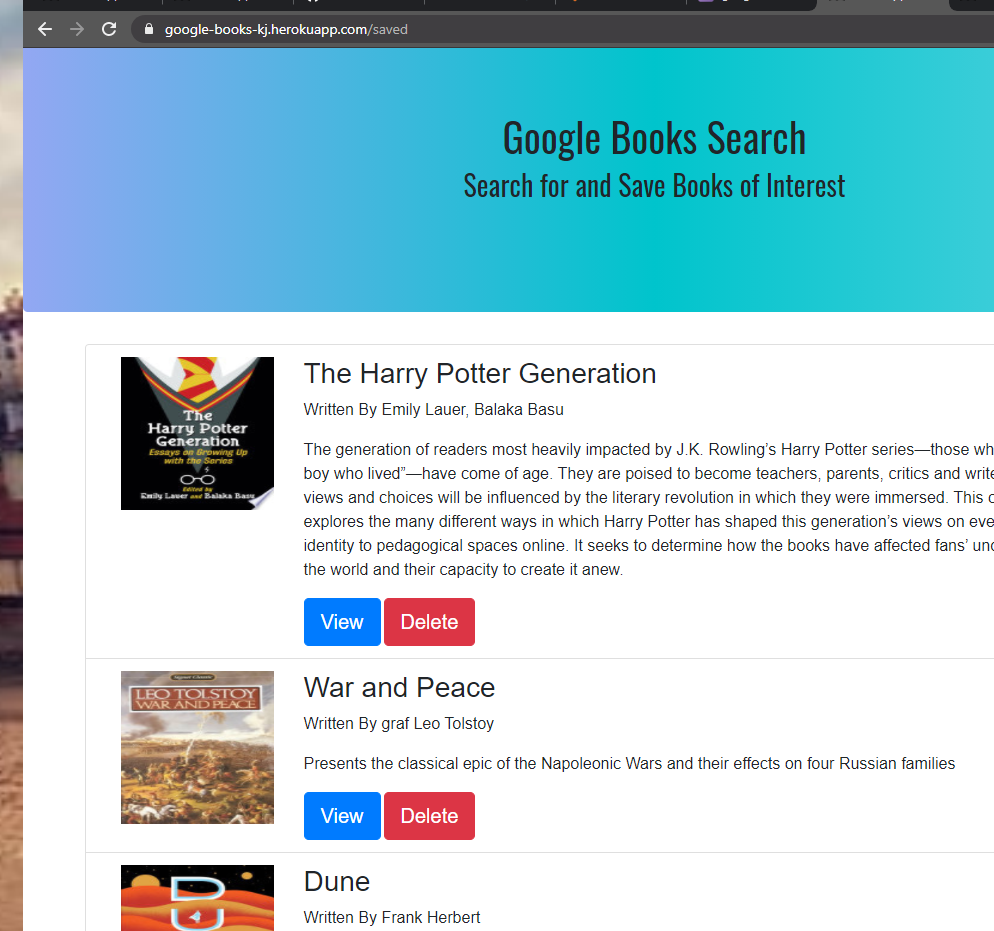 google-books-kj.herokuapp.com/saved
Google Books Search
Search for and Save Books of Interest
The
Harry Potter
Generation
Essays on Growing Up
with the Series
Edited by
Emily Lauer and Balaka Basu
The Harry Potter Generation
Written By Emily Lauer, Balaka Basu
The generation of readers most heavily impacted by J.K. Rowling’s Harry Potter series—those wh
boy who lived”—have come of age. They are poised to become teachers, parents, critics and write
views and choices will be influenced by the literary revolution in which they were immersed. This c
explores the many different ways in which Harry Potter has shaped this generation’s views on eve
identity to pedagogical spaces online. It seeks to determine how the books have affected fans’ und
the world and their capacity to create it anew.
View Delete
Signet Classic
LEO TOLSTOY
WAR AND PEACE
War and Peace
Written By graf Leo Tolstoy
Presents the classical epic of the Napoleonic Wars and their effects on four Russian families
View Delete
DU
Dune
Written By Frank Herbert